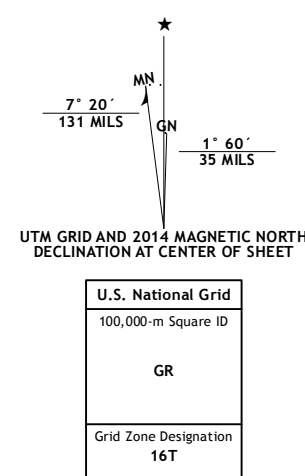 MN
7° 20´
131 MILS
GN
1° 60´
35 MILS
UTM GRID AND 2014 MAGNETIC NORTH
DECLINATION AT CENTER OF SHEET
U.S. National Grid
100,000-m Square ID
GR
Grid Zone Designation
16T